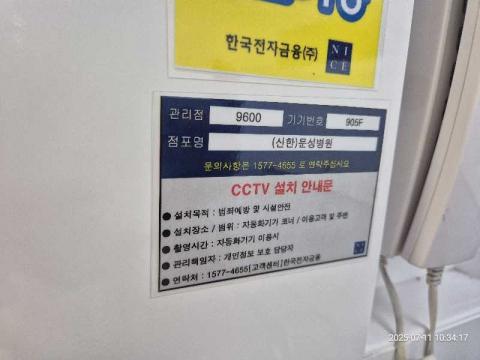 한국전자금융(주)
NI
CE
관리점 9600 기기번호 905F
점포명 (신한)문성병원
문의사항은 1577-4655 로 연락주십시요
CCTV 설치 안내문
● 설치목적 : 범죄예방 및 시설안전
● 설치장소 / 범위 : 자동화기기 코너 / 이용고객 및 주변
● 촬영시간 : 자동화기기 이용시
● 관리책임자 : 개인정보 보호 담당자
● 연락처 : 1577-4655[고객센터]한국전자금융
2025-07-11 10:34:17